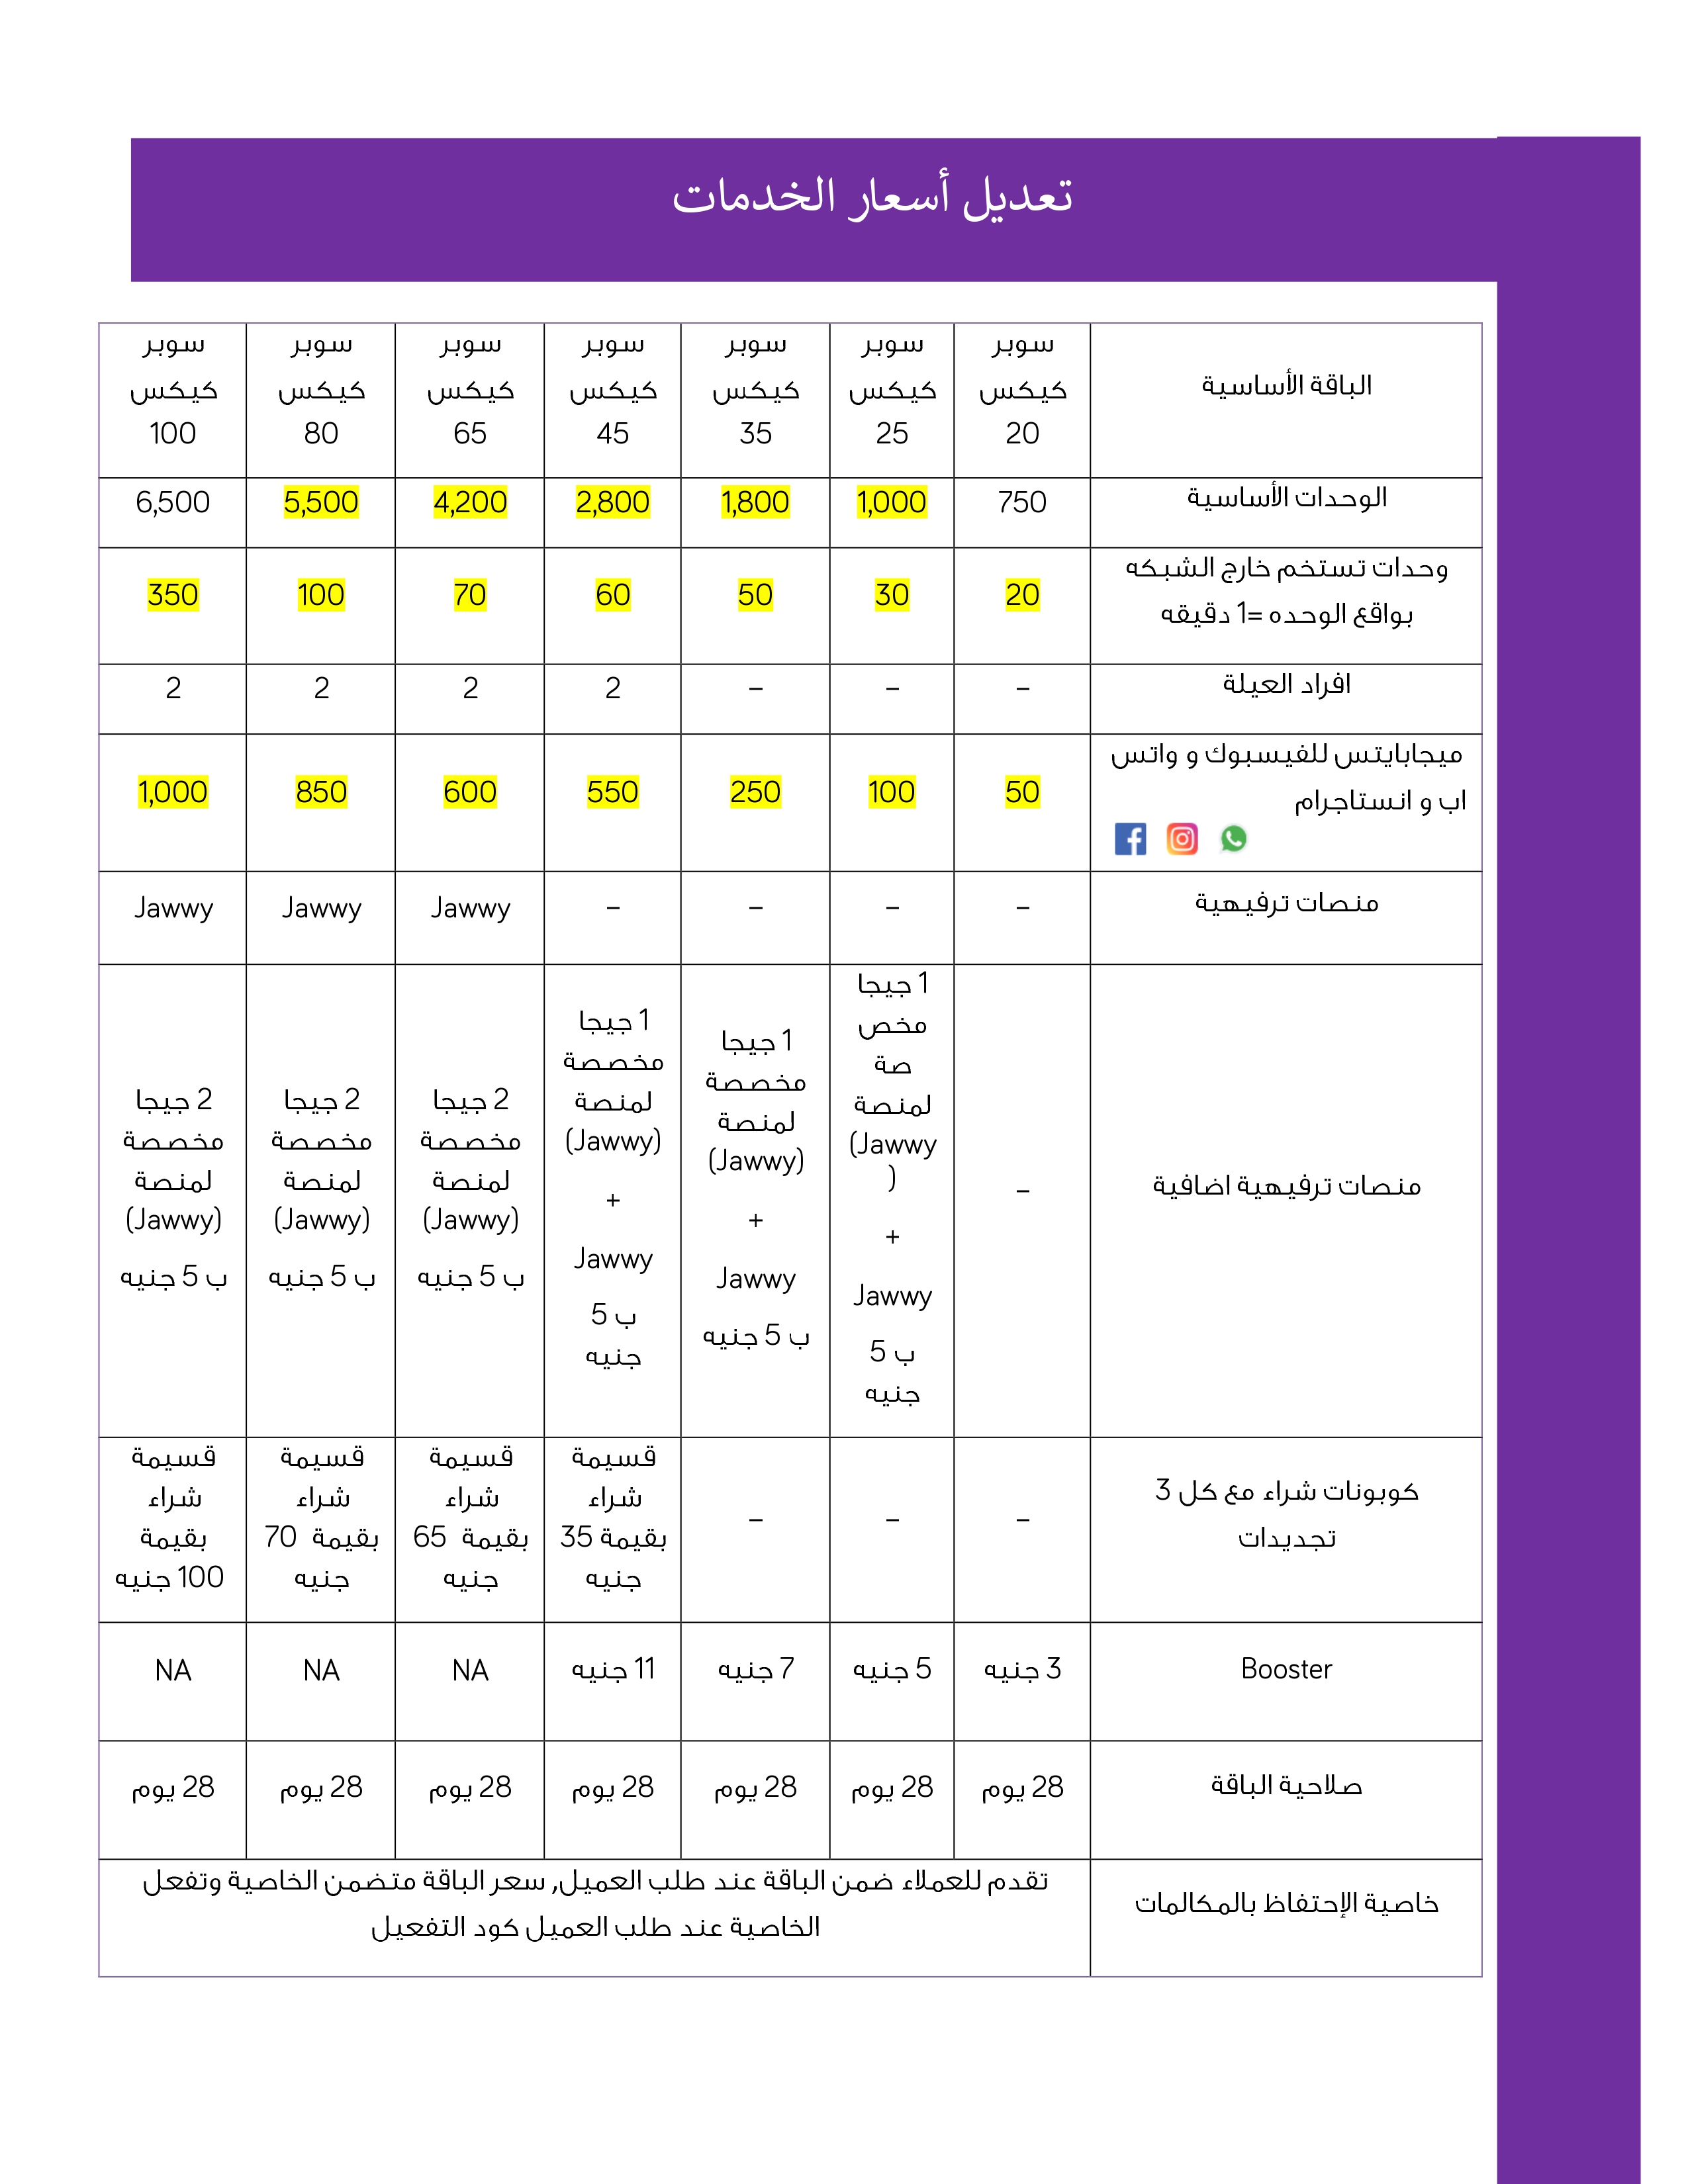 تعديل أسعار الخدمات
الباقة الأساسية
سوبر
كيكس
20
سوبر
كيكس
25
سوبر
كيكس
35
سوبر
كيكس
45
سوبر
كيكس
65
سوبر
كيكس
80
سوبر
كيكس
100
الوحدات الأساسية
750
1,000
1,800
2,800
4,200
5,500
6,500
وحدات تستخم خارج الشبكه
بواقع الوحده =1 دقيقه
20
30
50
60
70
100
350
افراد العيلة
–
–
–
2
2
2
2
ميجابايتس للفيسبوك و واتس
اب و انستاجرام
50
100
250
550
600
850
1,000
منصات ترفيهية
–
–
–
–
Jawwy
Jawwy
Jawwy
منصات ترفيهية اضافية
–
1 جيجا
مخص
صة
لمنصة
(Jawwy
)
+
Jawwy
ب 5
جنيه
1 جيجا
مخصصة
لمنصة
(Jawwy)
+
Jawwy
ب 5 جنيه
1 جيجا
مخصصة
لمنصة
(Jawwy)
+
Jawwy
ب 5
جنيه
2 جيجا
مخصصة
لمنصة
(Jawwy)
ب 5 جنيه
2 جيجا
مخصصة
لمنصة
(Jawwy)
ب 5 جنيه
2 جيجا
مخصصة
لمنصة
(Jawwy)
ب 5 جنيه
كوبونات شراء مع كل 3
تجديدات
–
–
–
قسيمة
شراء
بقيمة 35
جنيه
قسيمة
شراء
بقيمة 65
جنيه
قسيمة
شراء
بقيمة 70
جنيه
قسيمة
شراء
بقيمة
100 جنيه
Booster
3 جنيه
5 جنيه
7 جنيه
11 جنيه
NA
NA
NA
صلاحية الباقة
28 يوم
28 يوم
28 يوم
28 يوم
28 يوم
28 يوم
28 يوم
خاصية الإحتفاظ بالمكالمات
تقدم للعملاء ضمن الباقة عند طلب العميل, سعر الباقة متضمن الخاصية وتفعل
الخاصية عند طلب العميل كود التفعيل